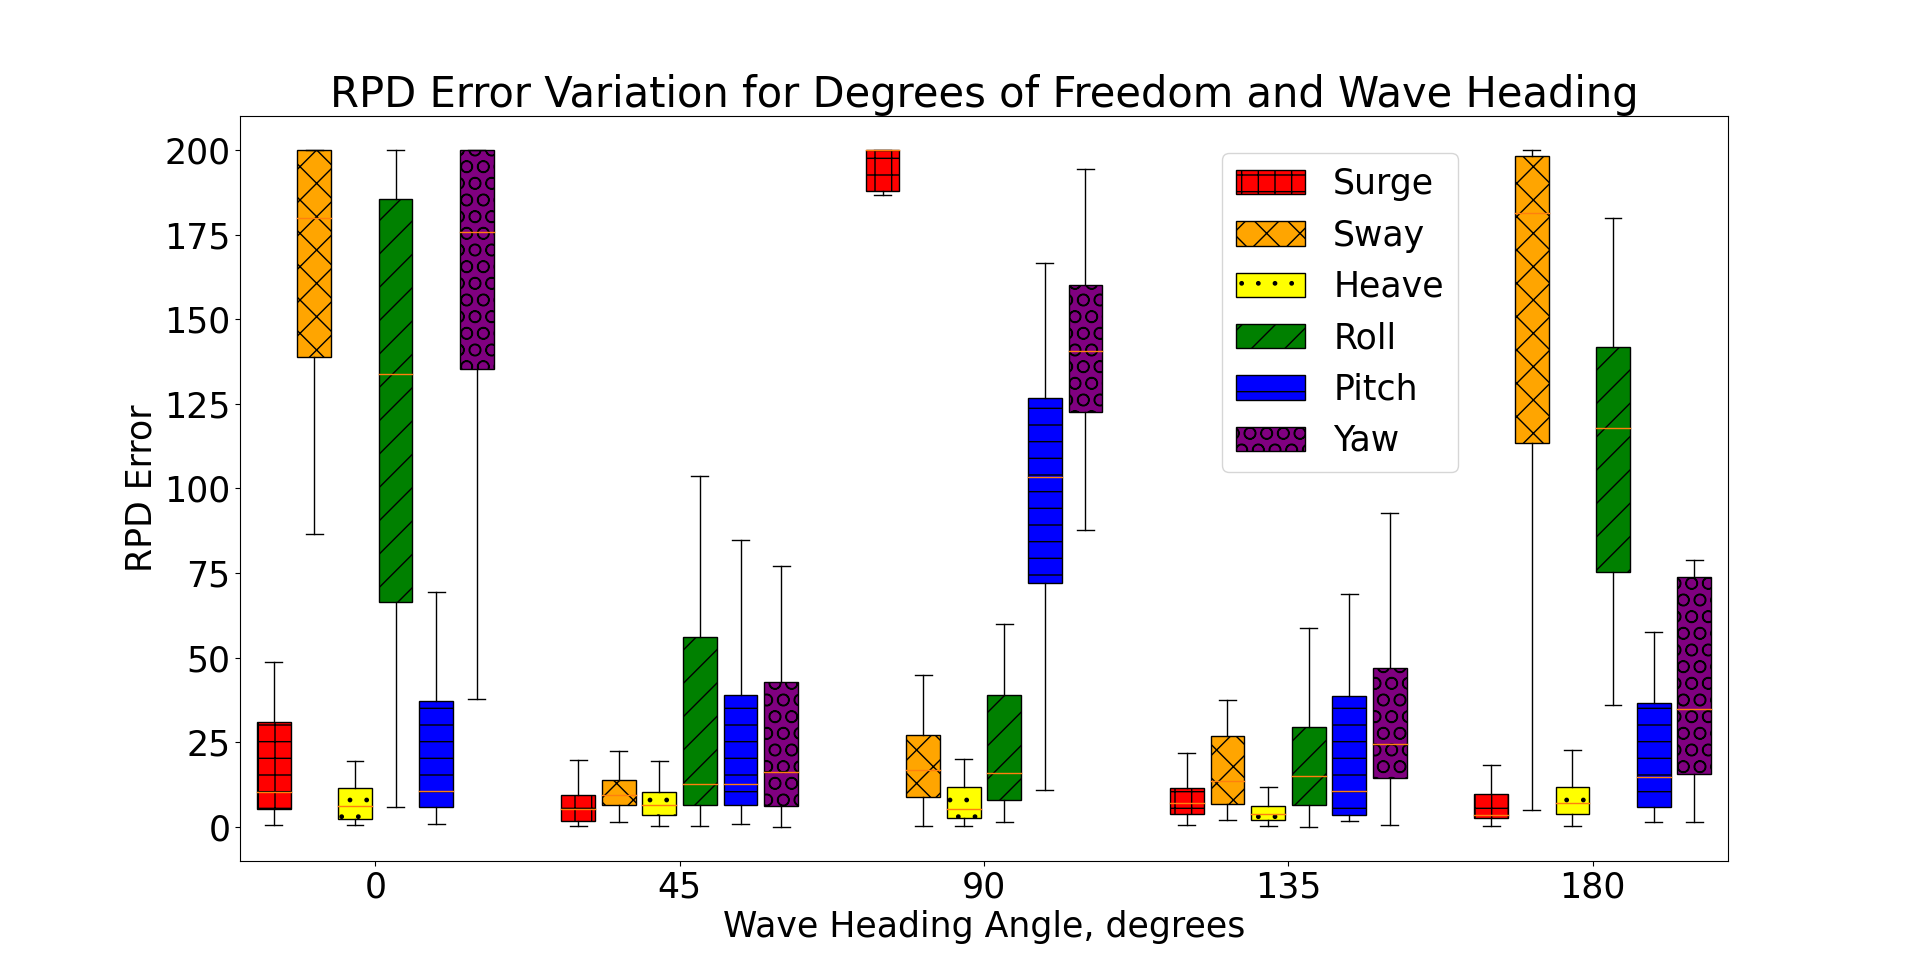 RPD Error Variation for Degrees of Freedom and Wave Heading
RPD Error
200
175
150
125
100
75
50
25
0
Surge
Sway
Heave
Roll
Pitch
Yaw
0 45 90 135 180
Wave Heading Angle, degrees